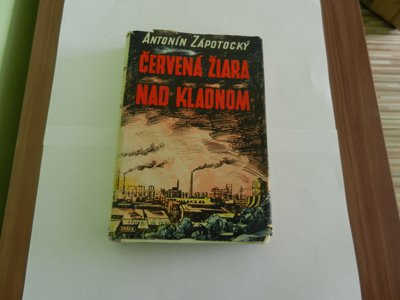 ANTONÍN ZÁPOTOCKÝ
ČERVENÁ ŽIARA
NAD KLADNOM